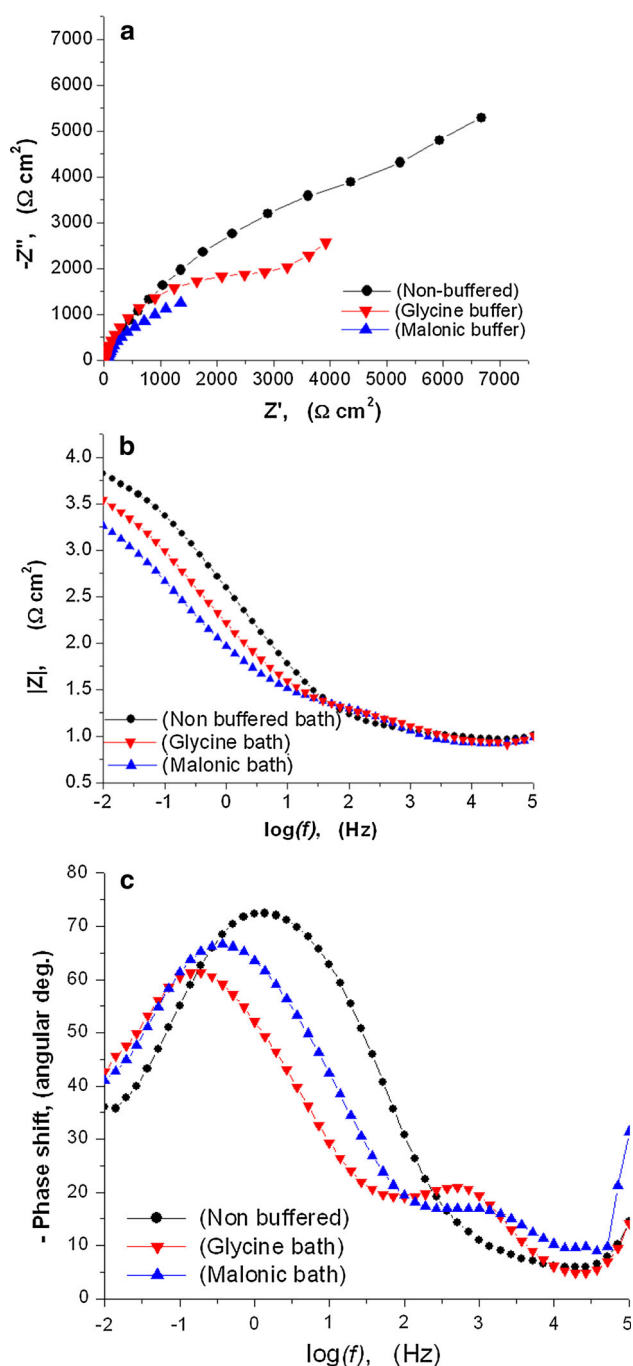 a
7000
6000
5000
4000
3000
2000
1000
0
-Z", (Ω cm²)
(Non-buffered)
(Glycine buffer)
(Malonic buffer)
0 1000 2000 3000 4000 5000 6000 7000
Z', (Ω cm²)
b
4.0
3.5
3.0
2.5
2.0
1.5
1.0
0.5
|Z|, (Ω cm²)
(Non buffered bath)
(Glycine bath)
(Malonic bath)
-2 -1 0 1 2 3 4 5
log(f), (Hz)
c
80
70
60
50
40
30
20
10
0
- Phase shift, (angular deg.)
(Non buffered)
(Glycine bath)
(Malonic bath)
-2 -1 0 1 2 3 4 5
log(f), (Hz)